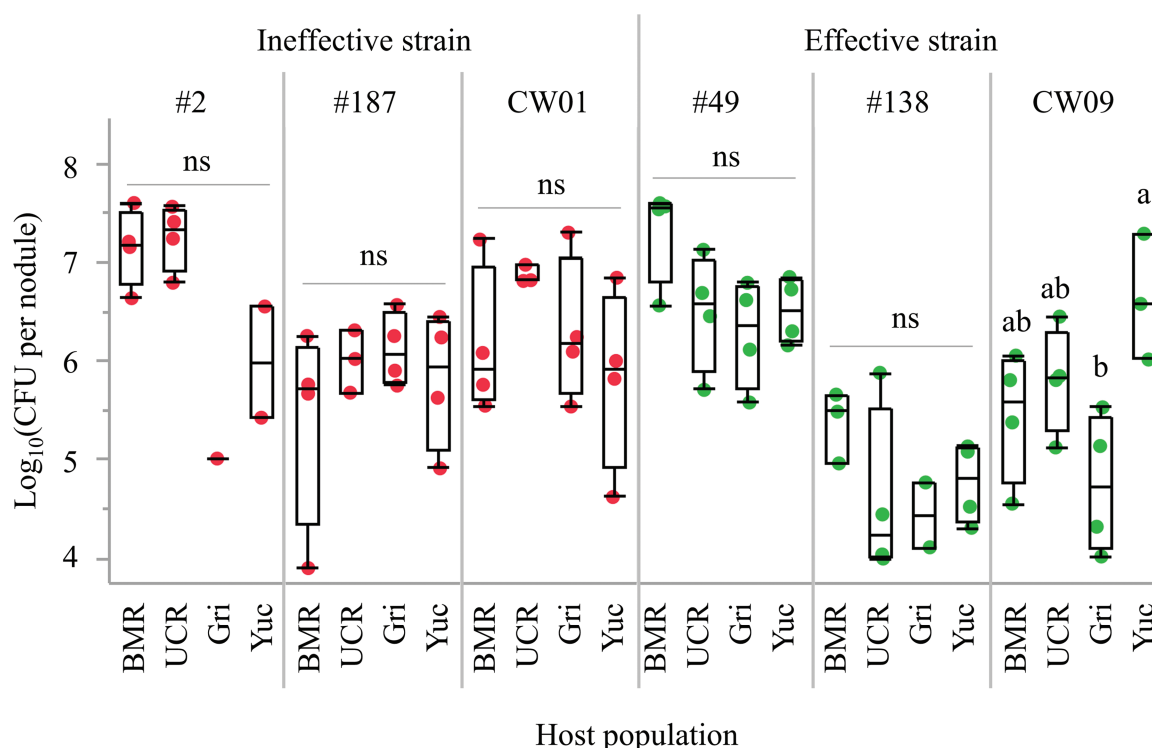 Ineffective strain Effective strain
#2 #187 CW01 #49 #138 CW09
ns ns ns ns ns ab ab b a
Log10(CFU per nodule)
8
7
6
5
4
BMR UCR Gri Yuc BMR UCR Gri Yuc BMR UCR Gri Yuc BMR UCR Gri Yuc BMR UCR Gri Yuc BMR UCR Gri Yuc
Host population